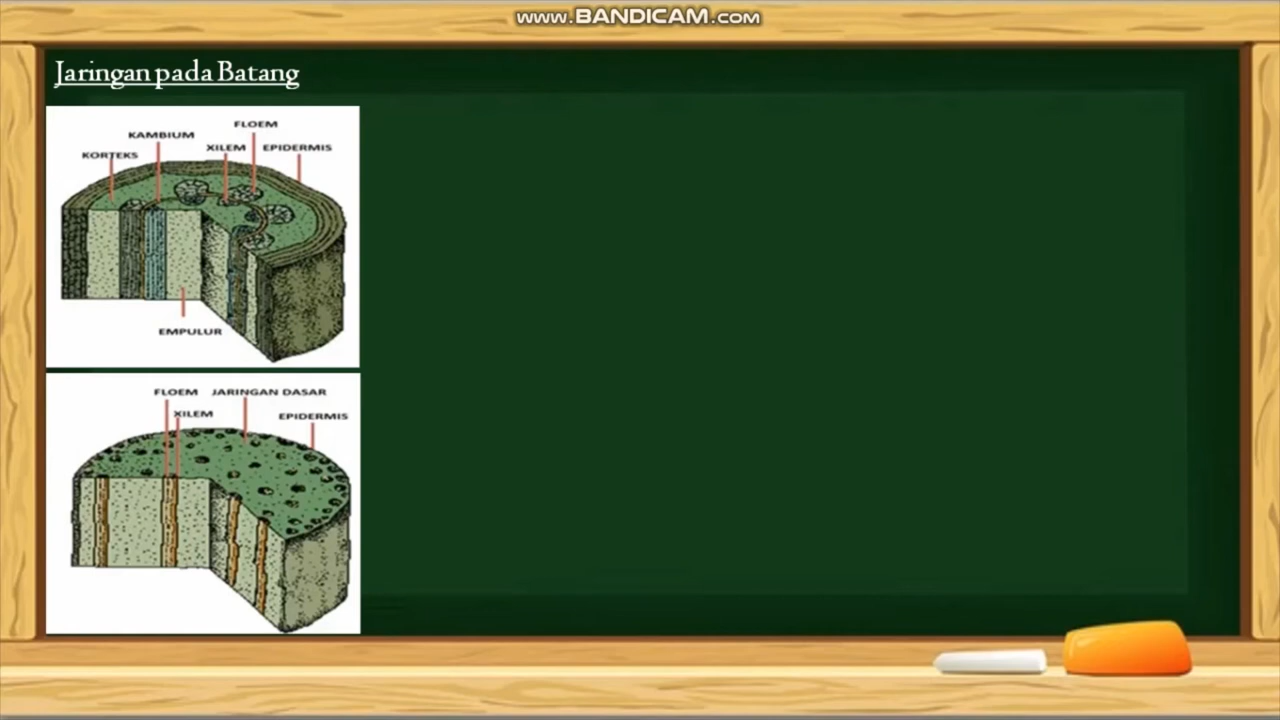 www.BANDICAM.com
Jaringan pada Batang
FLOEM
KAMBIUM
XILEM EPIDERMIS
KORTEKS
EMPULUR
FLOEM JARINGAN DASAR
XILEM
EPIDERMIS